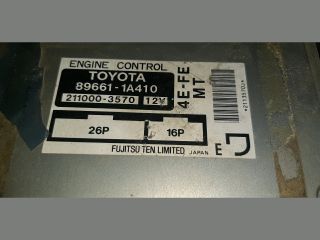 ENGINE CONTROL
TOYOTA
89661-1A410
211000-3570 12V
4E-FE
MT
26P 16P
FUJITSU TEN LIMITED JAPAN
E J